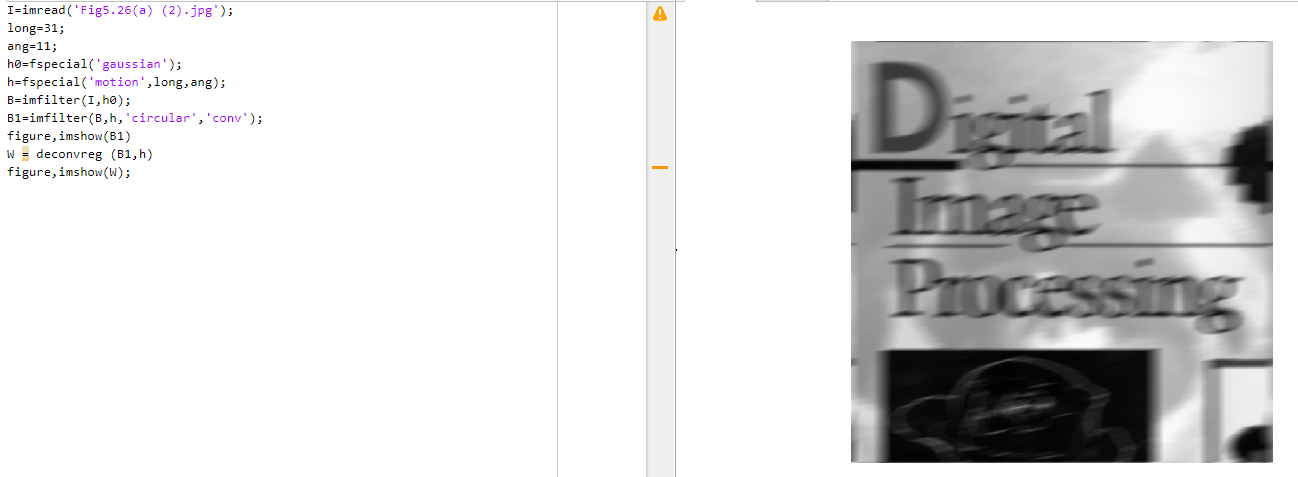 I=imread('Fig5.26(a) (2).jpg');
long=31;
ang=11;
h0=fspecial('gaussian');
h=fspecial('motion',long,ang);
B=imfilter(I,h0);
B1=imfilter(B,h,'circular','conv');
figure,imshow(B1)
W = deconvreg (B1,h)
figure,imshow(W);
Digital
Image
Processing